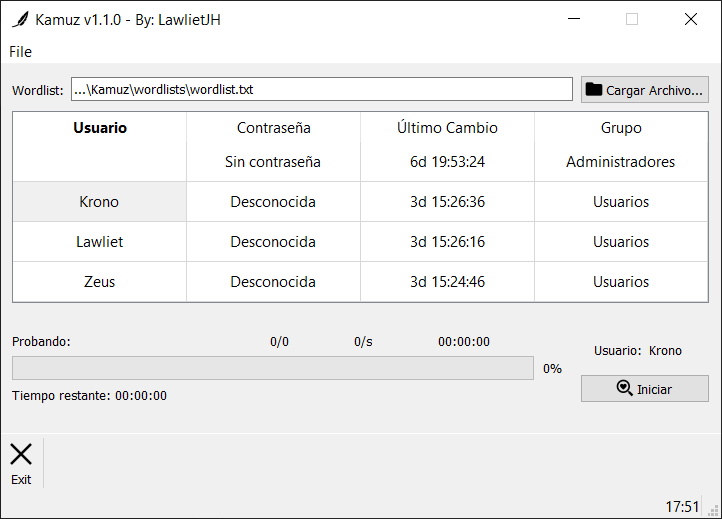 Kamuz v1.1.0 - By: LawlietJH
File
Wordlist: ...\Kamuz\wordlists\wordlist.txt Cargar Archivo...
Usuario Contraseña Último Cambio Grupo
Sin contraseña 6d 19:53:24 Administradores
Krono Desconocida 3d 15:26:36 Usuarios
Lawliet Desconocida 3d 15:26:16 Usuarios
Zeus Desconocida 3d 15:24:46 Usuarios
Probando: 0/0 0/s 00:00:00
Usuario: Krono
0%
Iniciar
Tiempo restante: 00:00:00
Exit
17:51